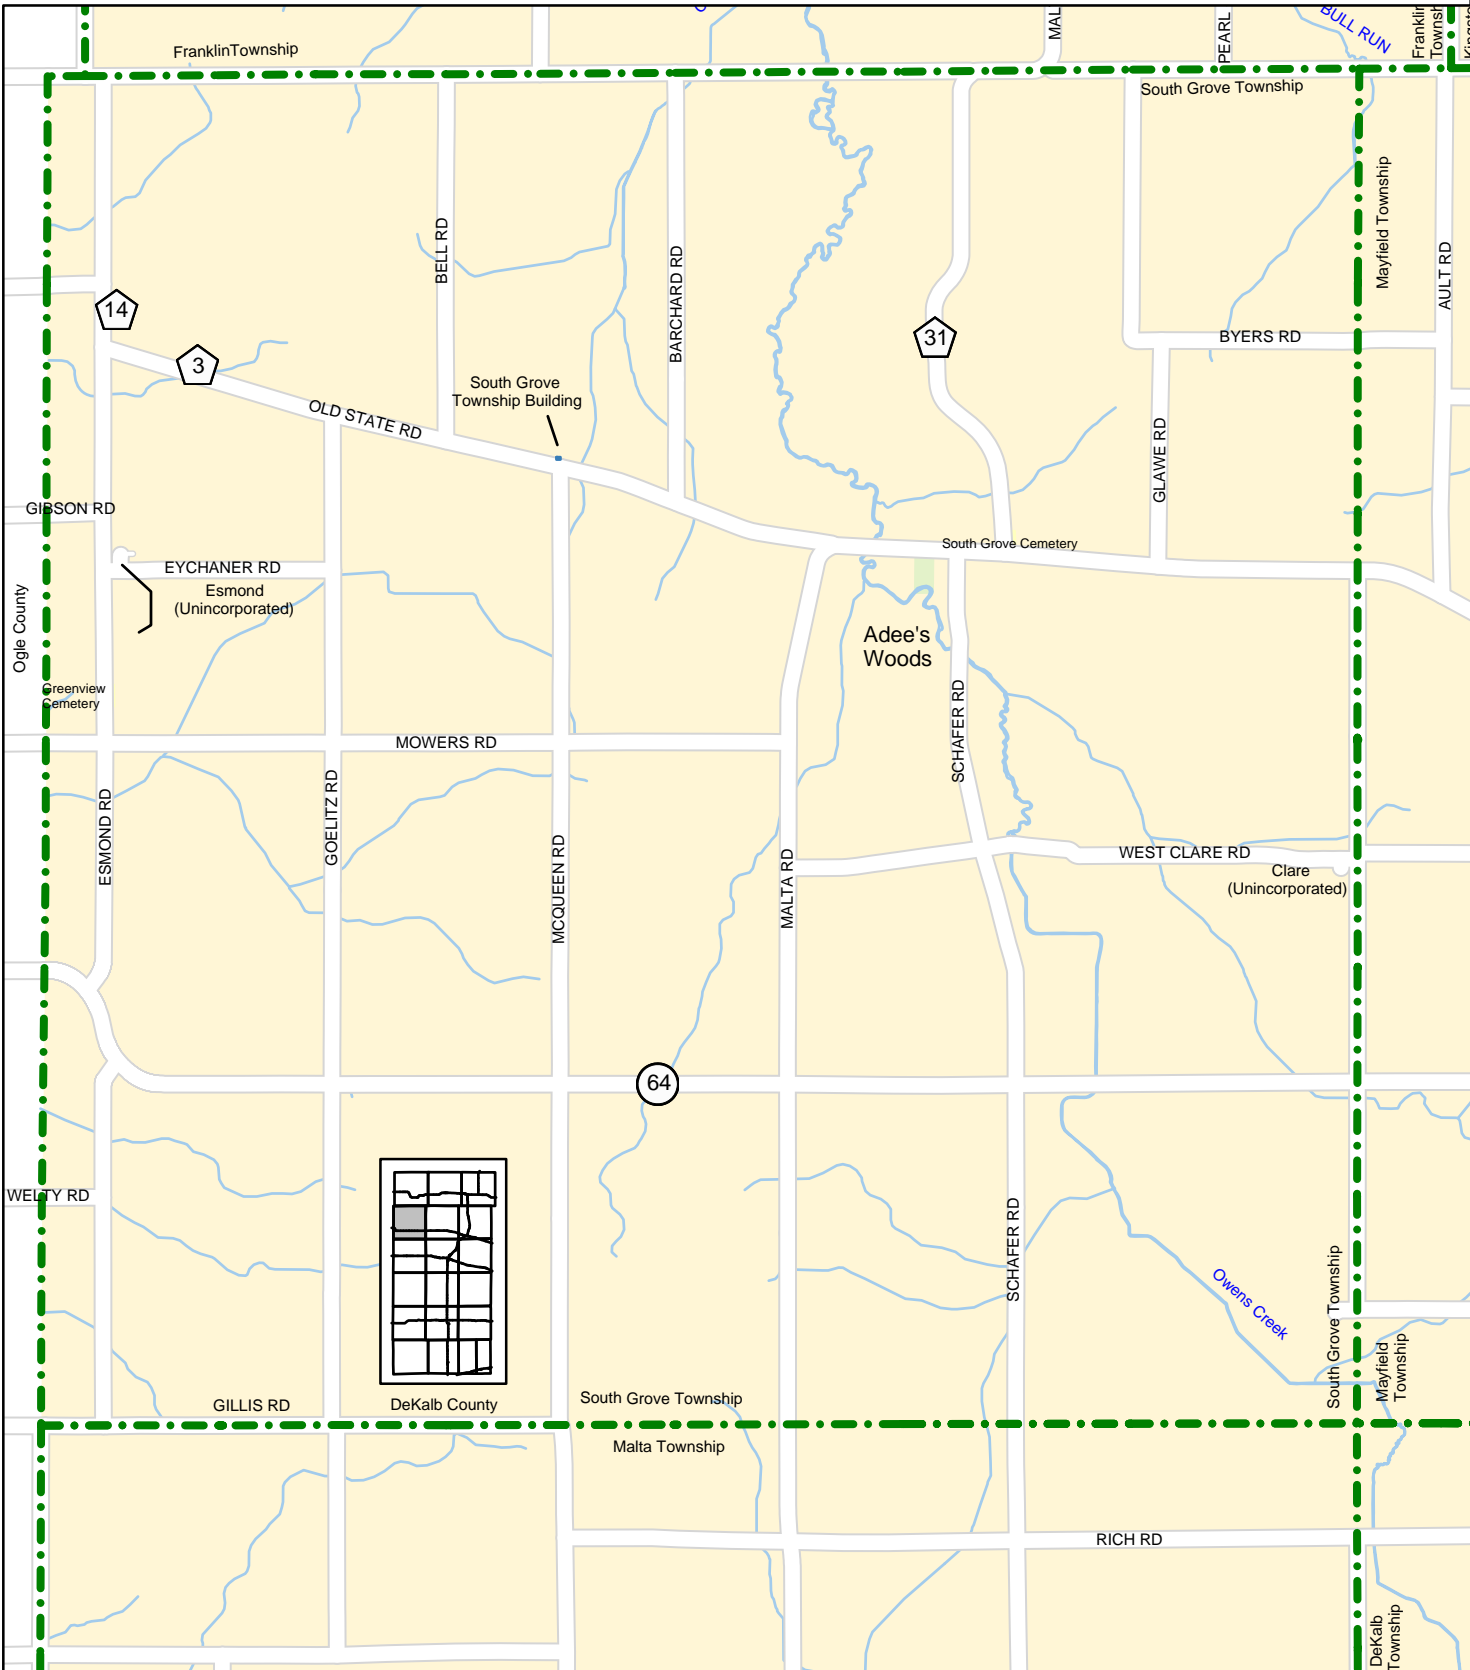 MAL
PEARL
BULL RUN
Franklin
Townsh
FranklinTownship
South Grove Township
Mayfield Township
BELL RD
BARCHARD RD
AULT RD
14
3
31
BYERS RD
South Grove
Township Building
OLD STATE RD
GLAWE RD
GIBSON RD
South Grove Cemetery
EYCHANER RD
Esmond
(Unincorporated)
Ogle County
Adee's
Woods
Greenview
Cemetery
SCHAFER RD
MOWERS RD
ESMOND RD
GOELITZ RD
MCQUEEN RD
MALTA RD
WEST CLARE RD
Clare
(Unincorporated)
64
WELTY RD
SCHAFER RD
Owens Creek
South Grove Township
Mayfield
Township
GILLIS RD
DeKalb County
South Grove Township
Malta Township
RICH RD
DeKalb
Township